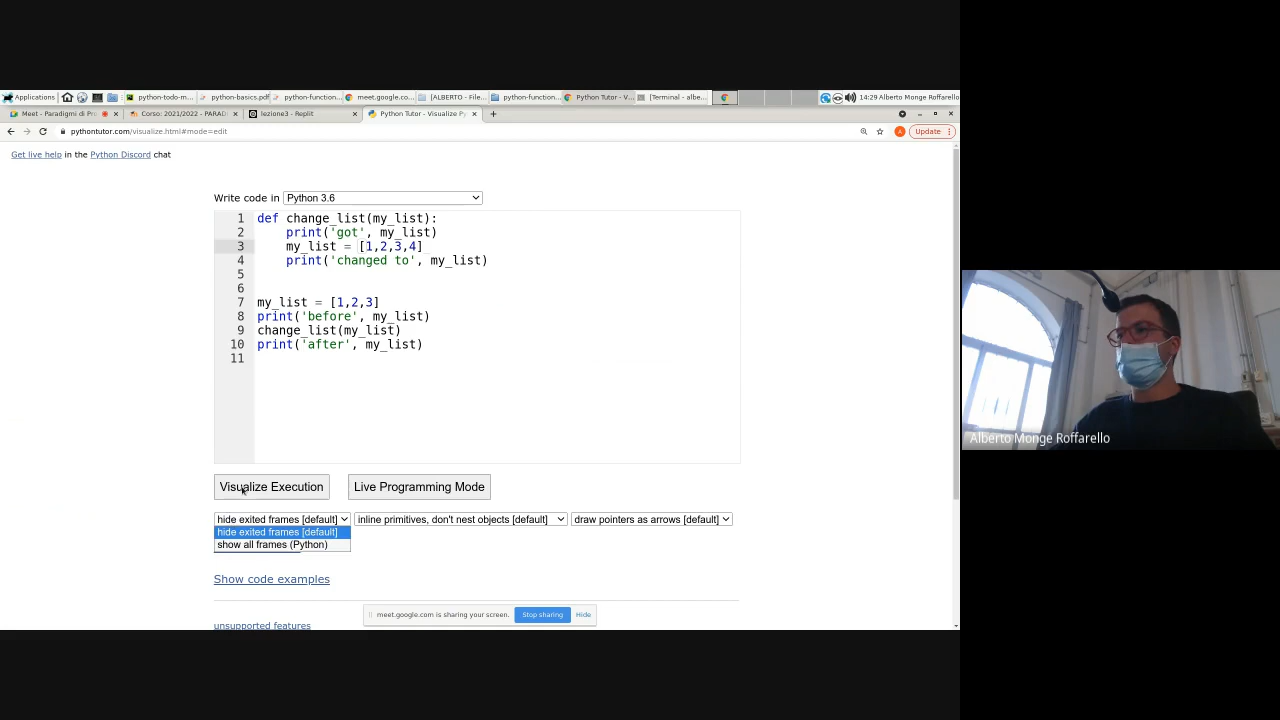 Applications
python-todo-m...
python-basics.pdf
python-function...
meet.google.co...
[ALBERTO - File...
python-function...
Python Tutor - V...
[Terminal - albe...
14:29 Alberto Monge Roffarello
Meet - Paradigmi di Pr
Corso: 2021/2022 - PARAD
lezione3 - Replit
Python Tutor - Visualize Py
pythontutor.com/visualize.html#mode=edit
A
Update
Get live help in the Python Discord chat
Write code in Python 3.6
1 def change_list(my_list):
2 print('got', my_list)
3 my_list = [1,2,3,4]
4 print('changed to', my_list)
5
6
7 my_list = [1,2,3]
8 print('before', my_list)
9 change_list(my_list)
10 print('after', my_list)
11
Visualize Execution Live Programming Mode
hide exited frames [default] inline primitives, don't nest objects [default] draw pointers as arrows [default]
hide exited frames [default]
show all frames (Python)
Show code examples
meet.google.com is sharing your screen. Stop sharing Hide
unsupported features
Alberto Monge Roffarello